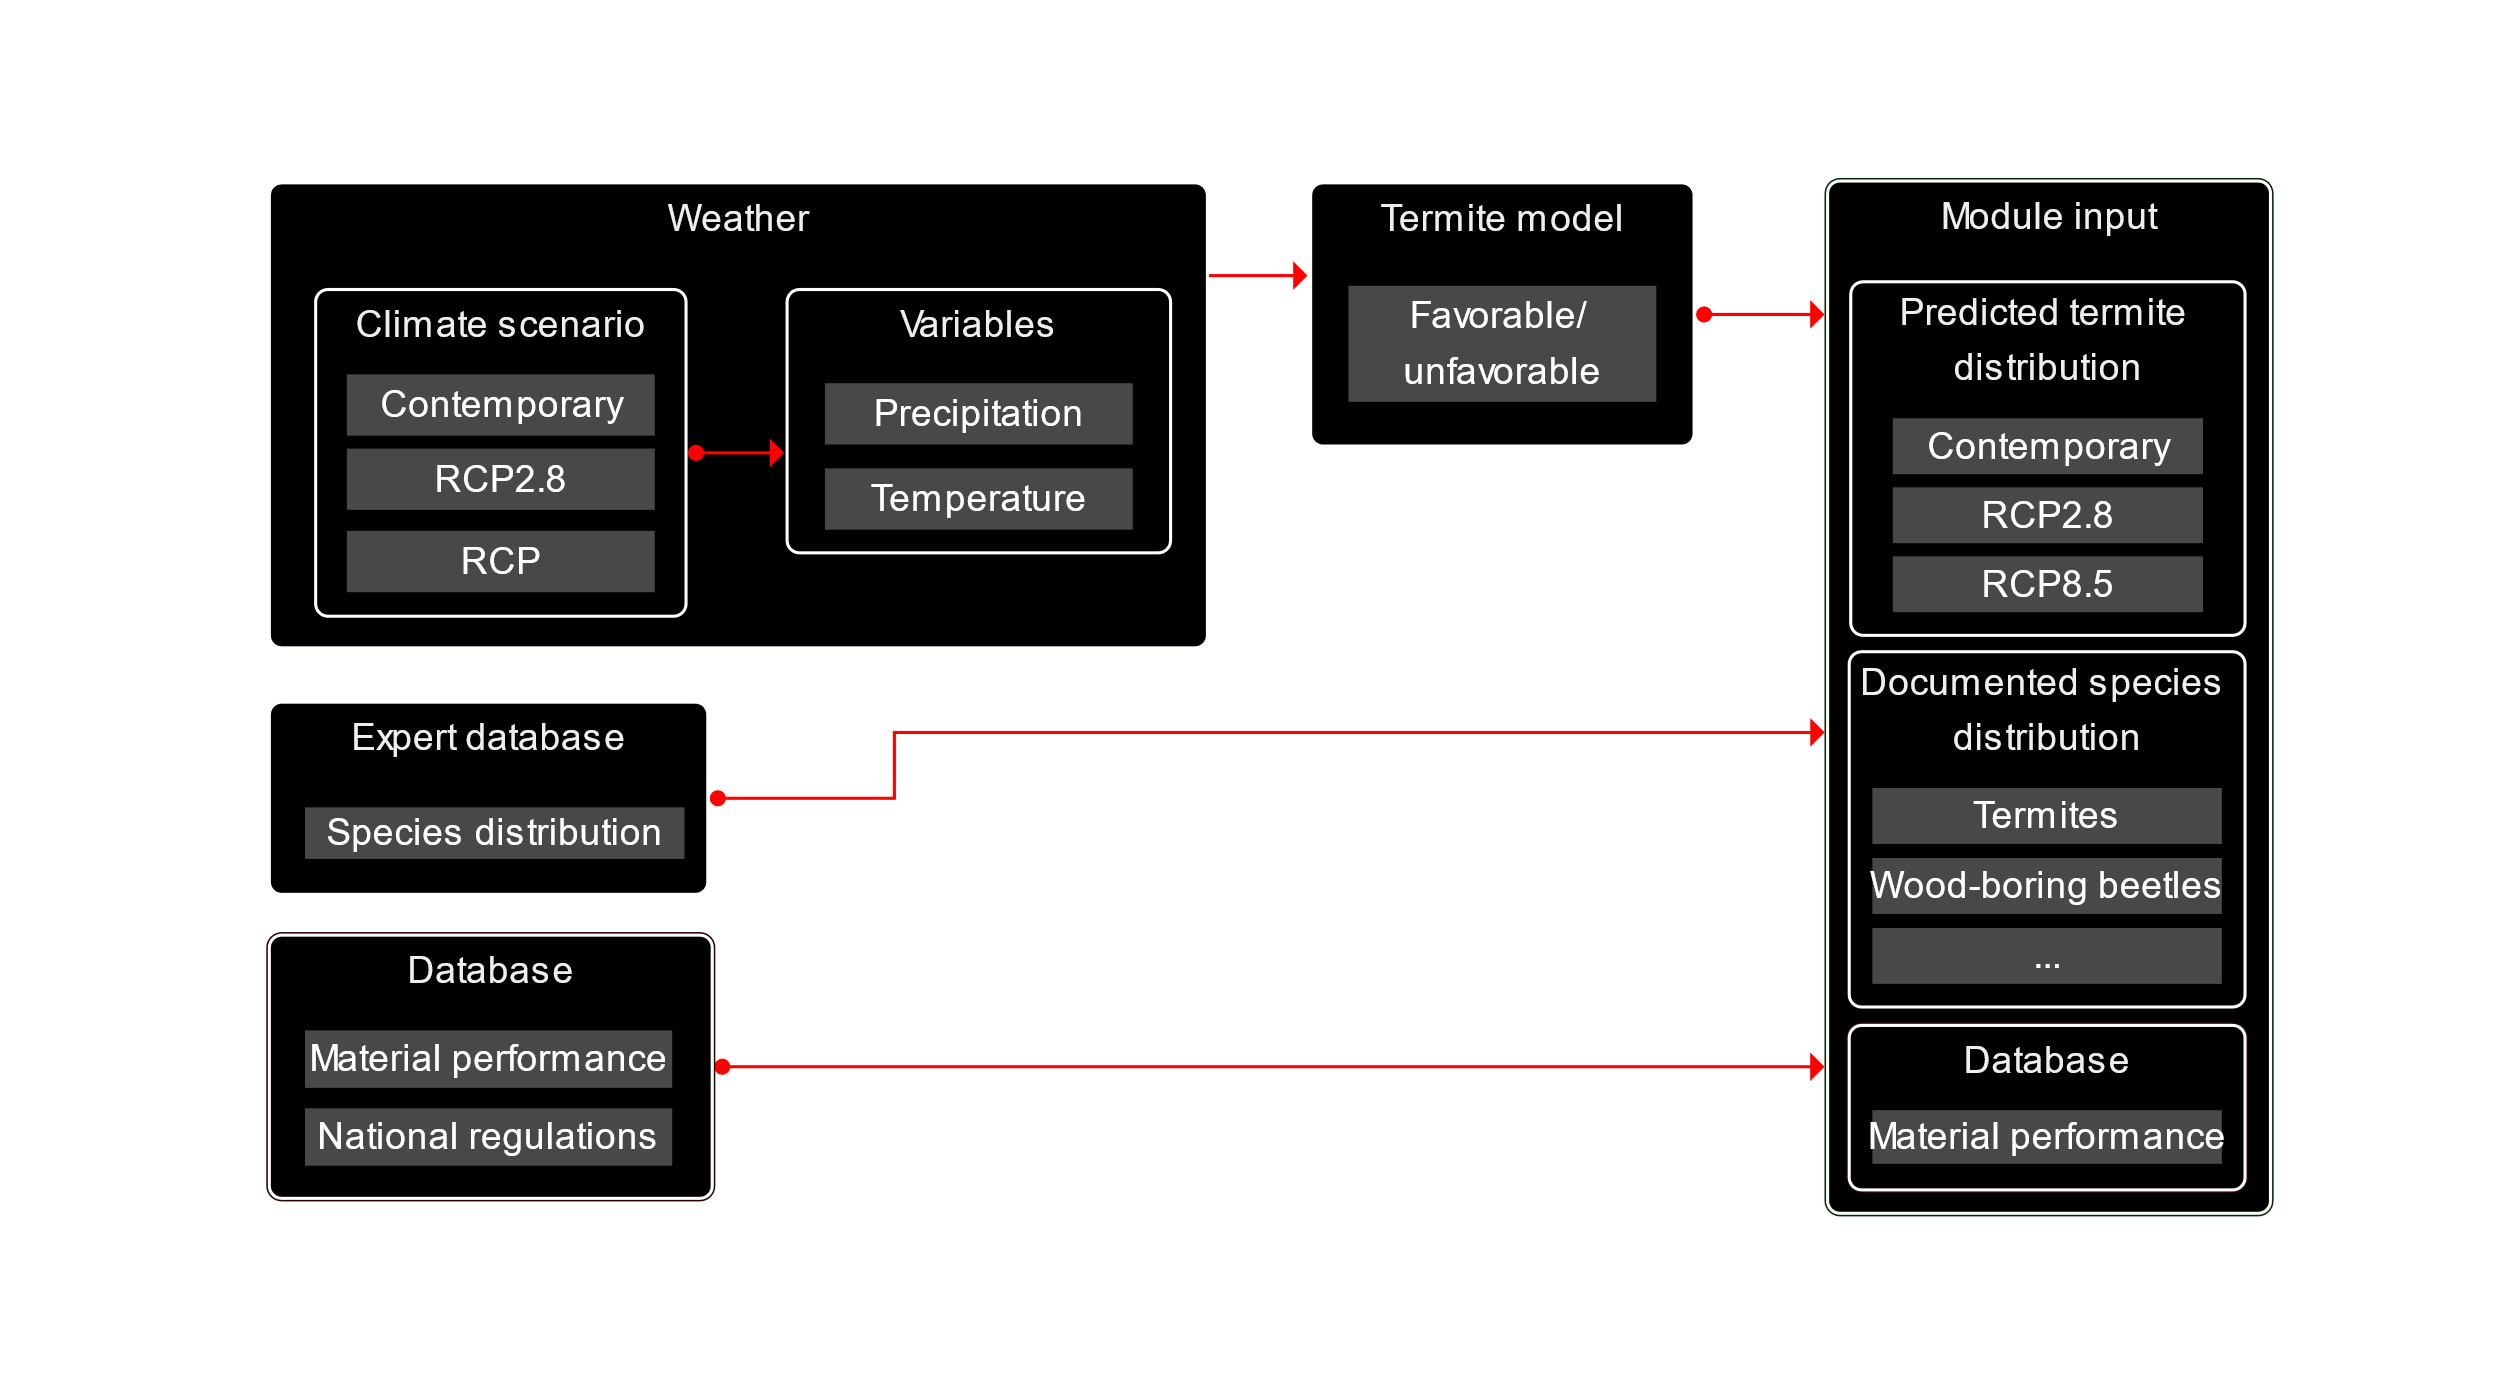 Weather
Climate scenario
Contemporary
RCP2.8
RCP
Variables
Precipitation
Temperature
Termite model
Favorable/
unfavorable
Module input
Predicted termite
distribution
Contemporary
RCP2.8
RCP8.5
Documented species
distribution
Termites
Wood-boring beetles
...
Database
Material performance
Expert database
Species distribution
Database
Material performance
National regulations